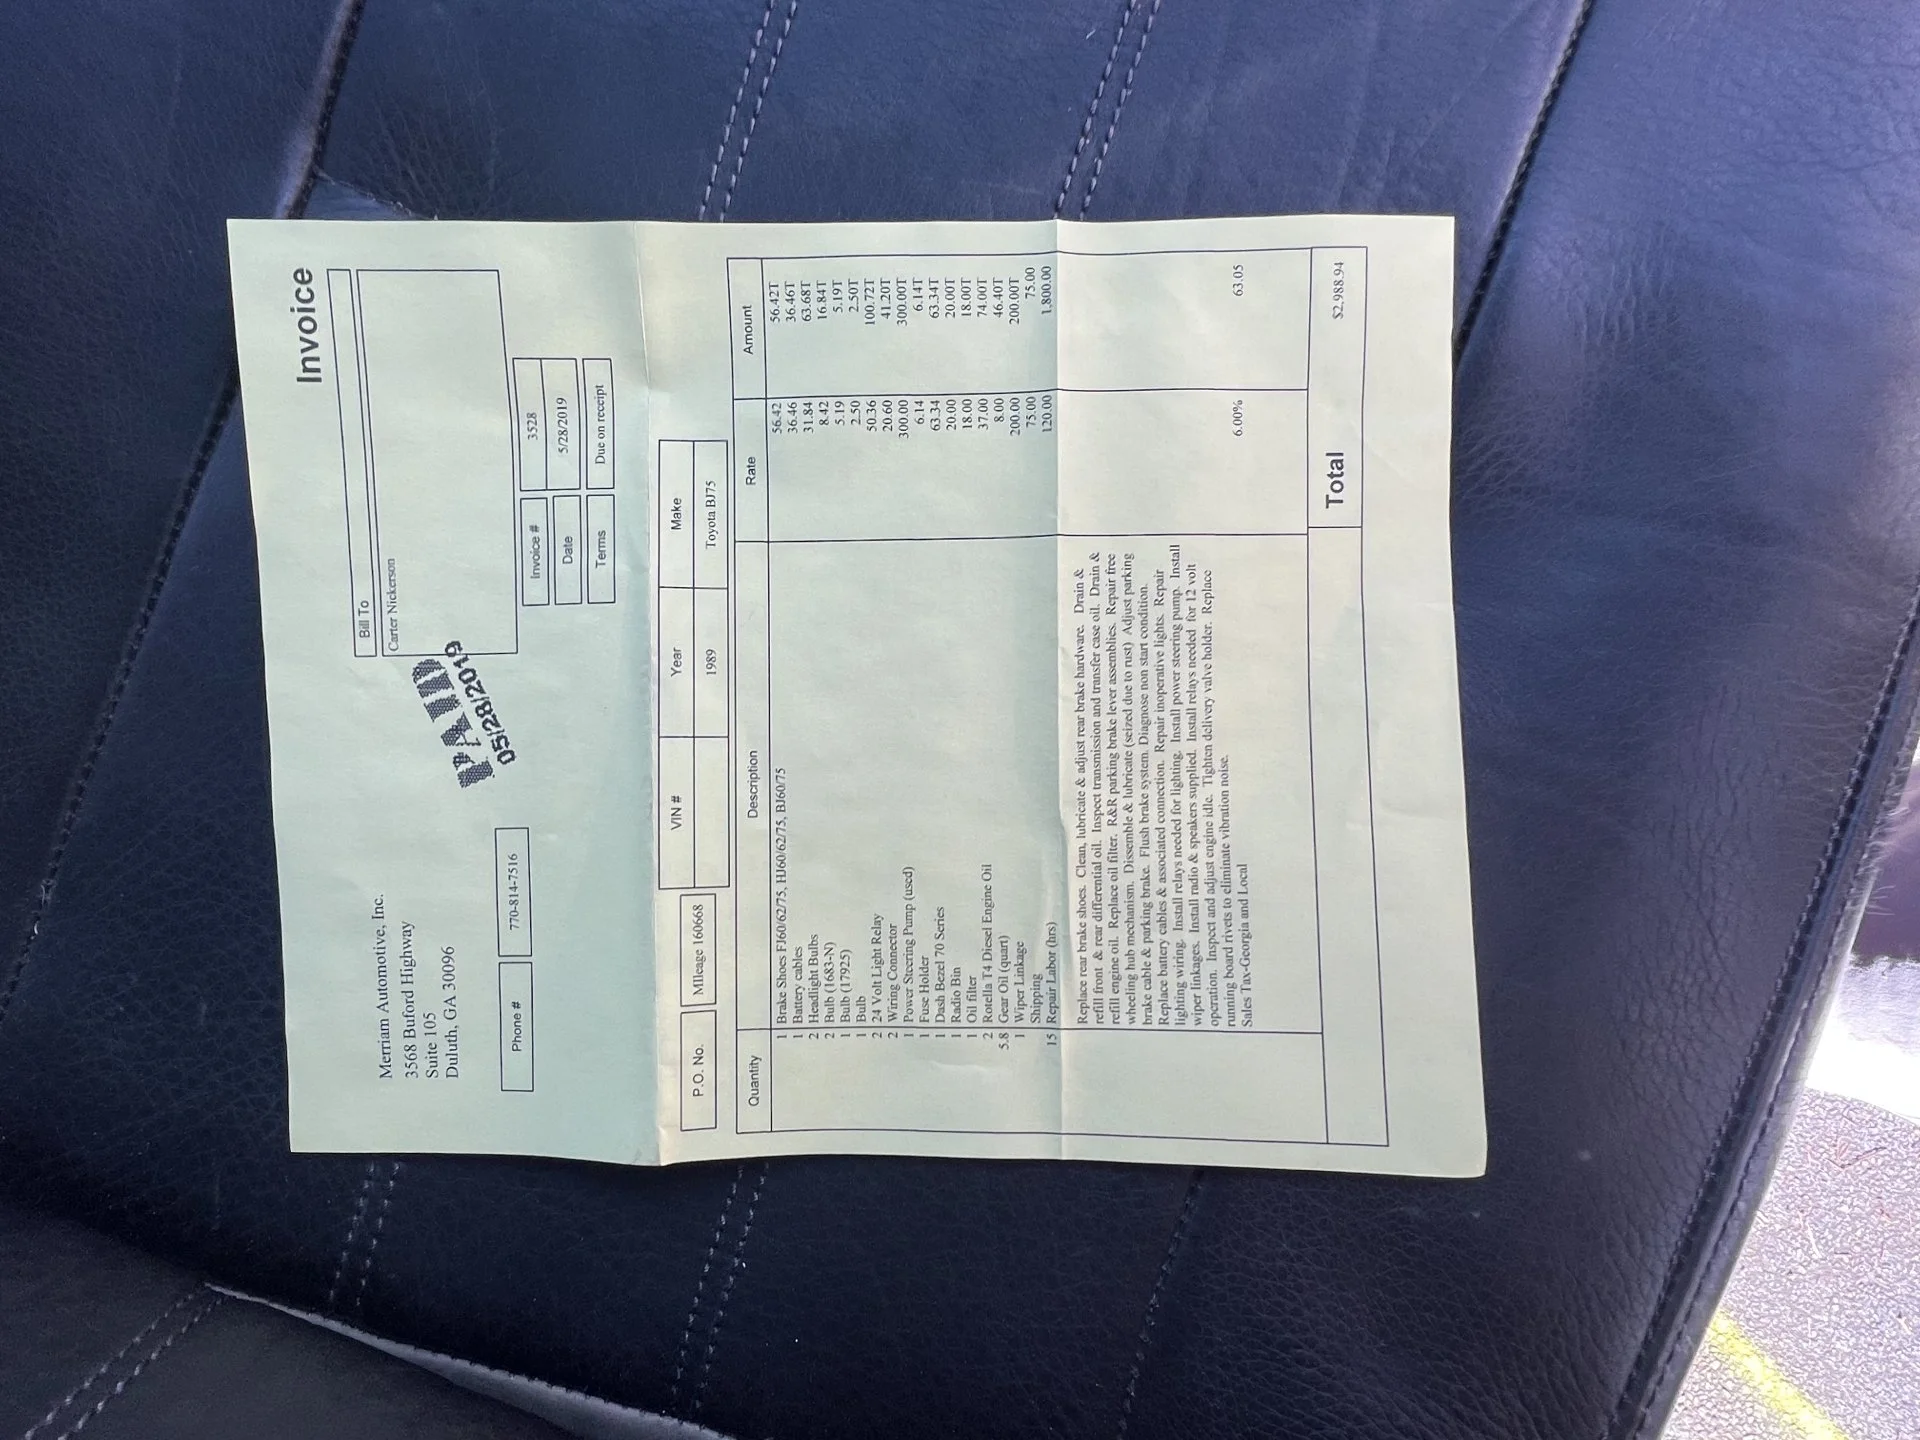 Invoice
Merriam Automotive, Inc.
3568 Buford Highway
Suite 105
Duluth, GA 30096
Bill To
Carter Nickerson
PAID
05/28/2019
Phone # 770-814-7516
Invoice # 3528
Date 5/28/2019
Terms Due on receipt
P.O. No. MIleage 160668
VIN # Year Make
1989 Toyota BJ75
Quantity Description Rate Amount
1 Brake Shoes FJ60/62/75, HJ60/62/75, BJ60/75 56.42 56.42T
1 Battery cables 36.46 36.46T
2 Headlight Bulbs 31.84 63.68T
2 Bulb (1683-N) 8.42 16.84T
1 Bulb (17925) 5.19 5.19T
1 Bulb 2.50 2.50T
2 24 Volt Light Relay 50.36 100.72T
2 Wiring Connector 20.60 41.20T
1 Power Steering Pump (used) 300.00 300.00T
1 Fuse Holder 6.14 6.14T
1 Dash Bezel 70 Series 63.34 63.34T
1 Radio Bin 20.00 20.00T
1 Oil filter 18.00 18.00T
2 Rotella T4 Diesel Engine Oil 37.00 74.00T
5.8 Gear Oil (quart) 8.00 46.40T
1 Wiper Linkage 200.00 200.00T
Shipping 75.00 75.00
15 Repair Labor (hrs) 120.00 1,800.00
Replace rear brake shoes. Clean, lubricate & adjust rear brake hardware. Drain &
refill front & rear differential oil. Inspect transmission and transfer case oil. Drain &
refill engine oil. Replace oil filter. R&R parking brake lever assemblies. Repair free
wheeling hub mechanism. Dissemble & lubricate (seized due to rust) Adjust parking
brake cable & parking brake. Flush brake system. Diagnose non start condition.
Replace battery cables & associated connection. Repair inoperative lights. Repair
lighting wiring. Install relays needed for lighting. Install power steering pump. Install
wiper linkages. Install radio & speakers supplied. Install relays needed for 12 volt
operation. Inspect and adjust engine idle. Tighten delivery valve holder. Replace
running board rivets to eliminate vibration noise.
Sales Tax-Georgia and Local 6.00% 63.05
Total $2,988.94